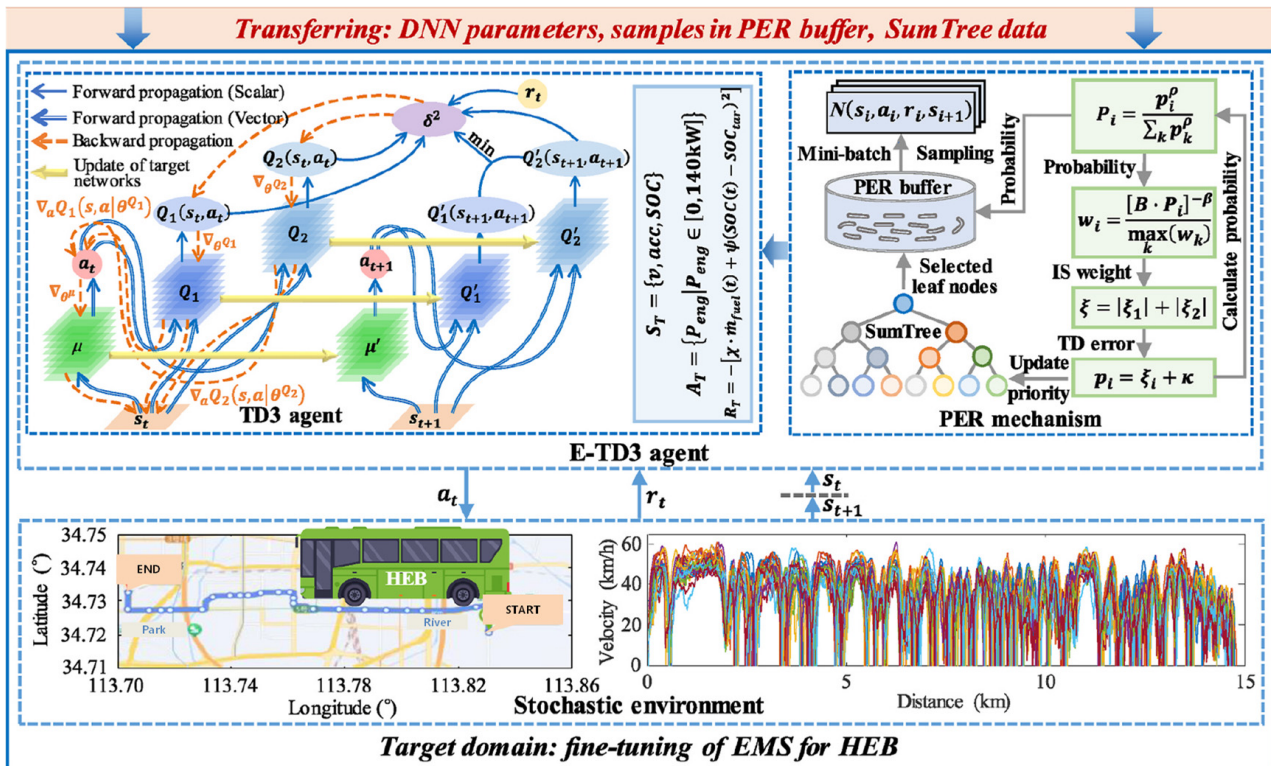 Transferring: DNN parameters, samples in PER buffer, SumTree data
Forward propagation (Scalar)
Forward propagation (Vector)
Backward propagation
Update of target
networks
r_t
δ²
min
Q₂(s_t, a_t)
Q′₂(s_{t+1}, a_{t+1})
∇_{θ^{Q₂}}
∇_a Q₁(s, a|θ^{Q₁})
Q₁(s_t, a_t)
Q′₁(s_{t+1}, a_{t+1})
∇_{θ^{Q₁}}
Q₂
Q′₂
a_t
a_{t+1}
∇_{θ^μ}
Q₁
Q′₁
μ
μ′
∇_a Q₂(s, a|θ^{Q₂})
s_t
s_{t+1}
TD3 agent
S_T = {v, acc, SOC}
A_T = {P_eng|P_eng ∈ [0, 140kW]}
R_T = −[χ · ṁ_fuel(t) + ψ(SOC(t) − SOC_tar)²]
N(s_i, a_i, r_i, s_{i+1})
Mini-batch
Sampling
PER buffer
Selected
leaf nodes
SumTree
Probability
P_i = p_i^ρ / ∑_k p_k^ρ
Probability
w_i = [B · P_i]^{−β} / max_k(w_k)
IS weight
ξ = |ξ₁| + |ξ₂|
TD error
p_i = ξ_i + κ
Update
priority
Calculate probability
PER mechanism
E-TD3 agent
a_t
r_t
s_t
s_{t+1}
34.75
34.74
34.73
34.72
34.71
Latitude (°)
END
HEB
START
Park
River
113.70
113.74
113.78
113.82
113.86
Longitude (°)
60
40
20
0
Velocity (km/h)
0
5
10
15
Distance (km)
Stochastic environment
Target domain: fine-tuning of EMS for HEB